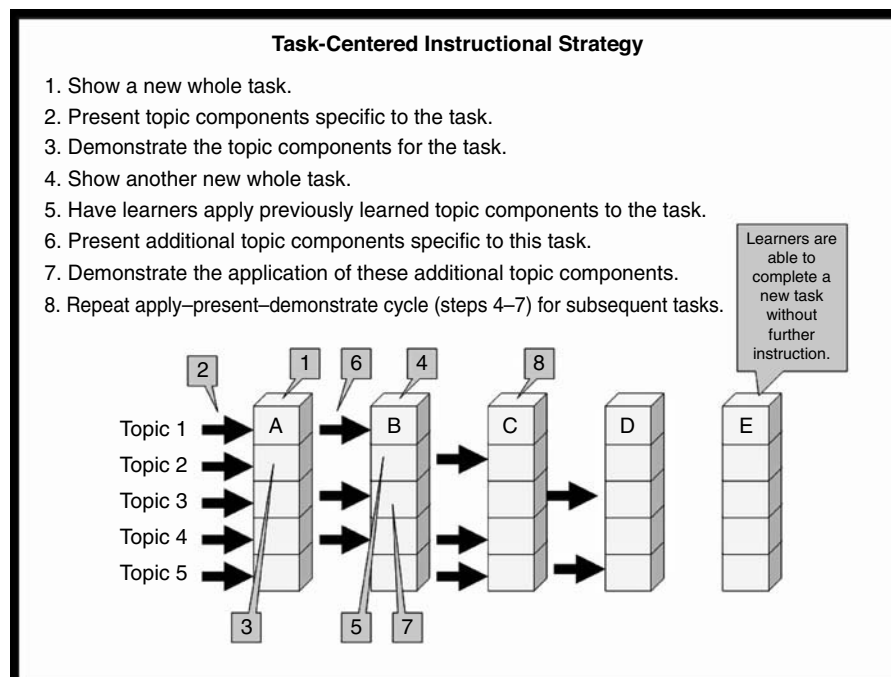 Task-Centered Instructional Strategy
1. Show a new whole task.
2. Present topic components specific to the task.
3. Demonstrate the topic components for the task.
4. Show another new whole task.
5. Have learners apply previously learned topic components to the task.
6. Present additional topic components specific to this task.
7. Demonstrate the application of these additional topic components.
8. Repeat apply–present–demonstrate cycle (steps 4–7) for subsequent tasks.
Learners are
able to
complete a
new task
without
further
instruction.
2
1
6
4
8
Topic 1
A
B
C
D
E
Topic 2
Topic 3
Topic 4
Topic 5
3
5
7